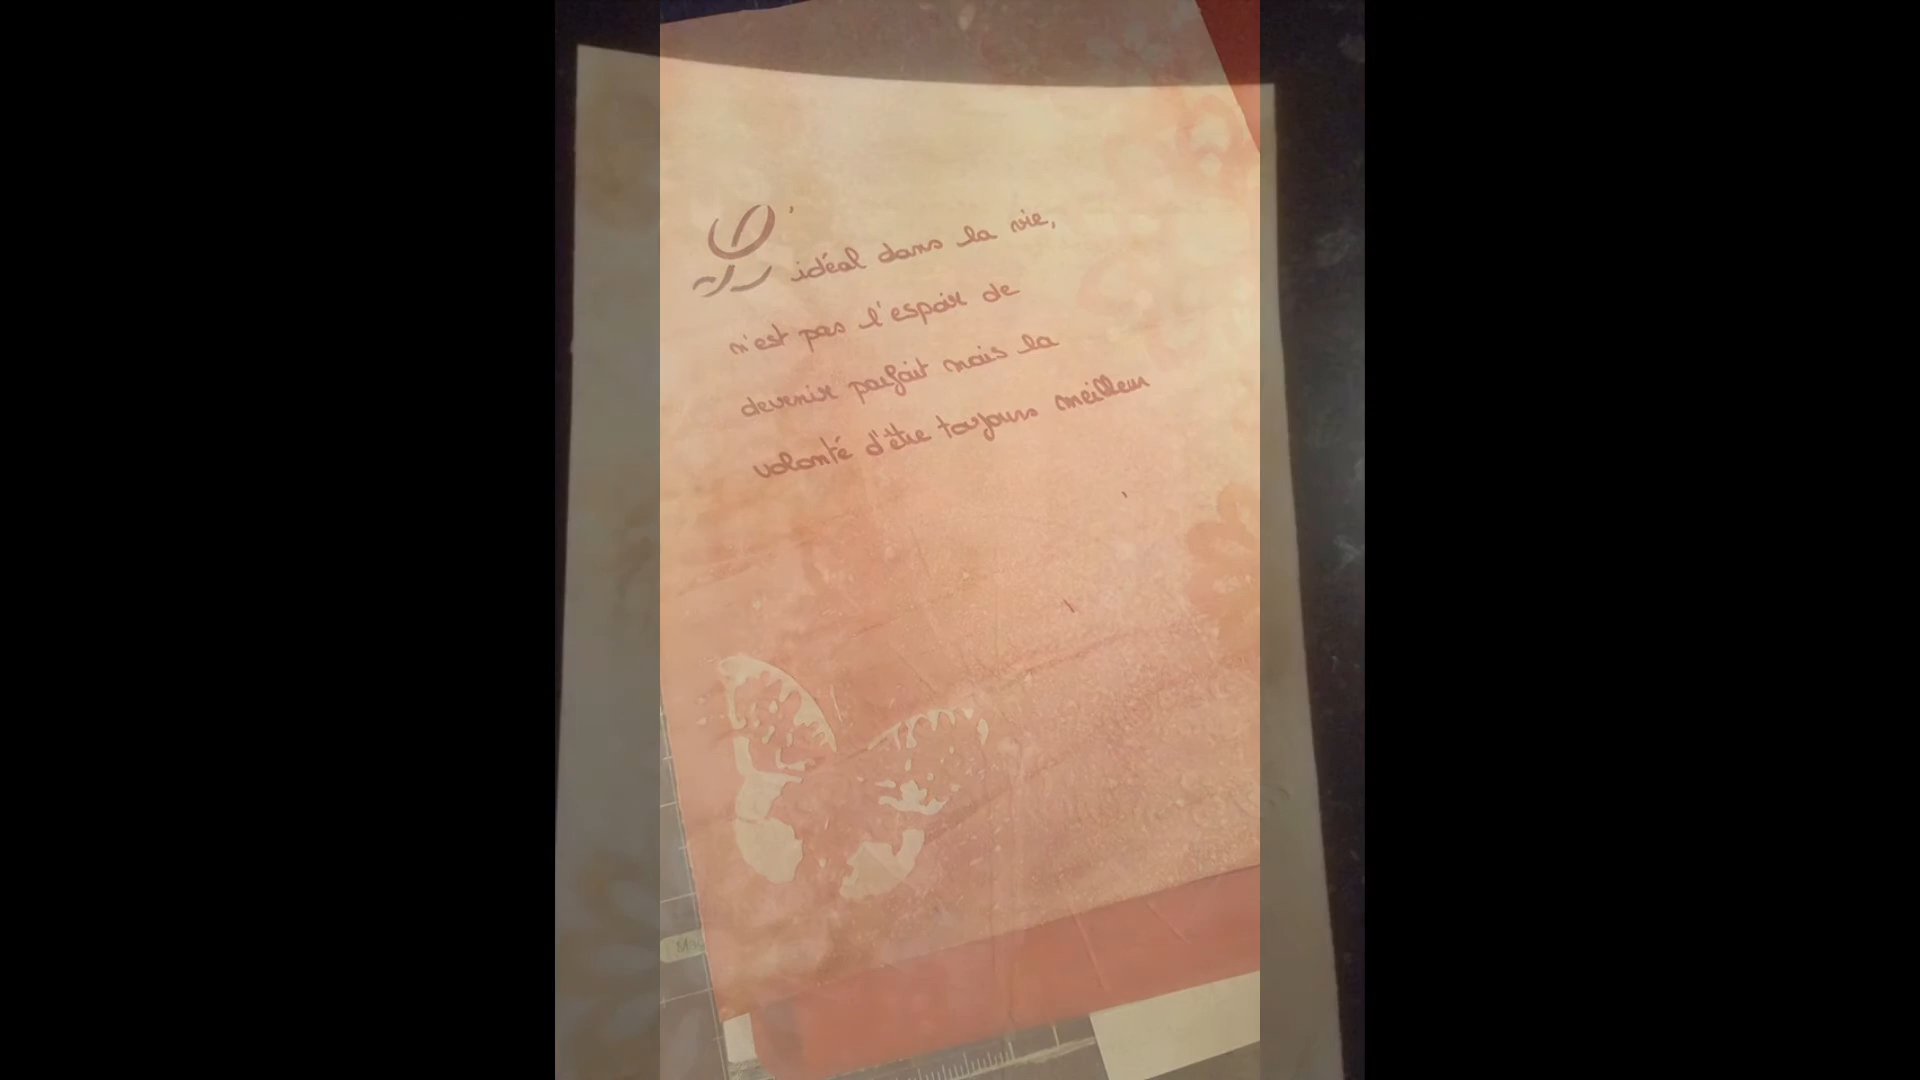 L'idéal dans la vie,
n'est pas l'espoir de
devenir parfait mais la
volonté d'être toujours meilleur